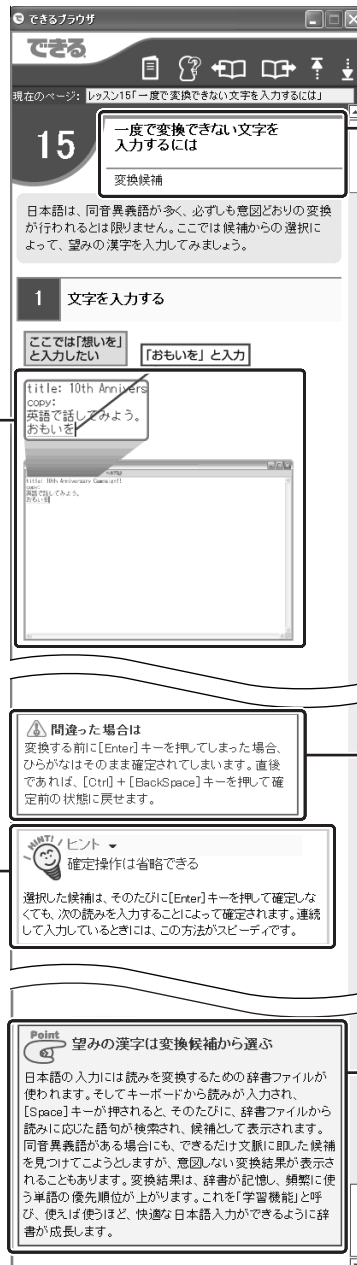 できるブラウザ
できる
現在のページ: レッスン15「一度で変換できない文字を入力するには」
15
一度で変換できない文字を
入力するには
変換候補
日本語は、同音異義語が多く、必ずしも意図どおりの変換
が行われるとは限りません。ここでは候補からの選択に
よって、望みの漢字を入力してみましょう。
1 文字を入力する
ここでは「想いを」
と入力したい
「おもいを」と入力
title: 10th Annivers
copy:
英語で話してみよう。
おもいを
title: 10th Anniversary Campaign!!
copy:
英語で話してみよう。
おもいを
間違った場合は
変換する前に[Enter]キーを押してしまった場合、
ひらがなはそのまま確定されてしまいます。直後
であれば、[Ctrl]+[BackSpace]キーを押して確
定前の状態に戻せます。
HINT!
ヒント
確定操作は省略できる
選択した候補は、そのたびに[Enter]キーを押して確定しな
くても、次の読みを入力することによって確定されます。連続
して入力しているときには、この方法がスピーディです。
Point
望みの漢字は変換候補から選ぶ
日本語の入力には読みを変換するための辞書ファイルが
使われます。そしてキーボードから読みが入力され、
[Space]キーが押されると、そのたびに、辞書ファイルから
読みに応じた語句が検索され、候補として表示されます。
同音異義語がある場合にも、できるだけ文脈に即した候補
を見つけてこようとしますが、意図しない変換結果が表示さ
れることもあります。変換結果は、辞書が記憶し、頻繁に使
う単語の優先順位が上がります。これを「学習機能」と呼
び、使えば使うほど、快適な日本語入力ができるように辞
書が成長します。